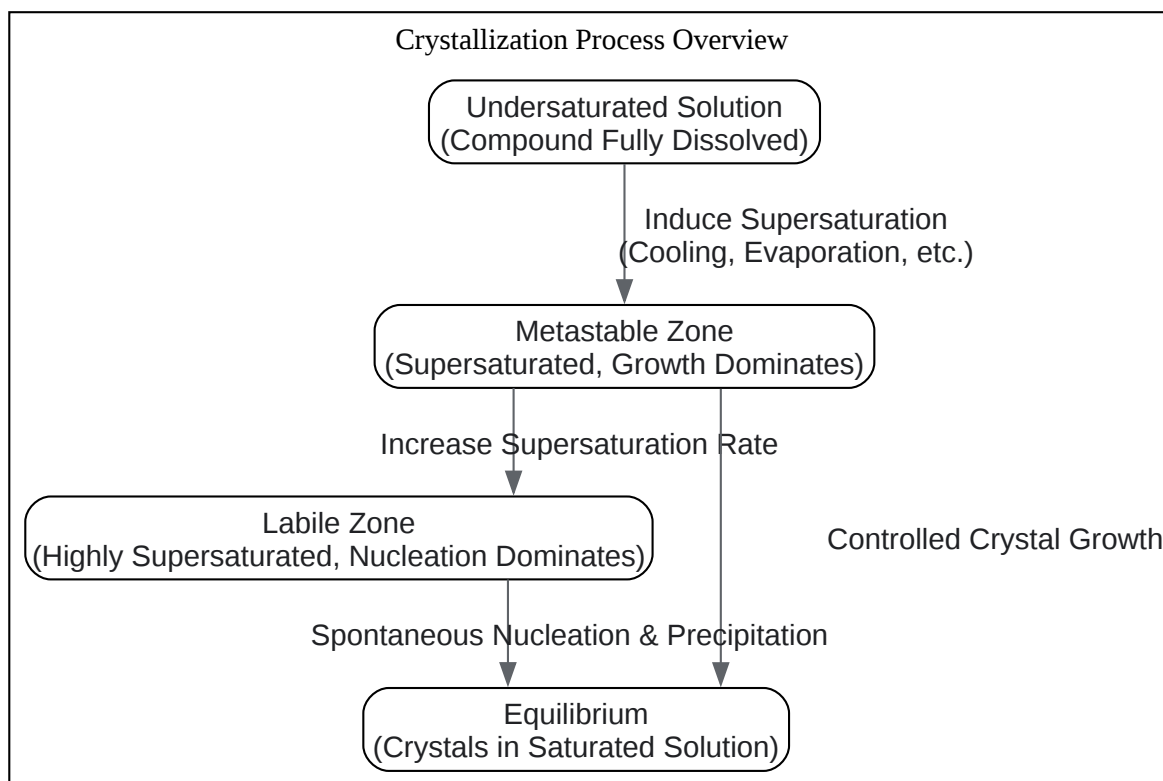 Crystallization Process Overview
Undersaturated Solution
(Compound Fully Dissolved)
Induce Supersaturation
(Cooling, Evaporation, etc.)
Metastable Zone
(Supersaturated, Growth Dominates)
Increase Supersaturation Rate
Labile Zone
(Highly Supersaturated, Nucleation Dominates)
Controlled Crystal Growth
Spontaneous Nucleation & Precipitation
Equilibrium
(Crystals in Saturated Solution)